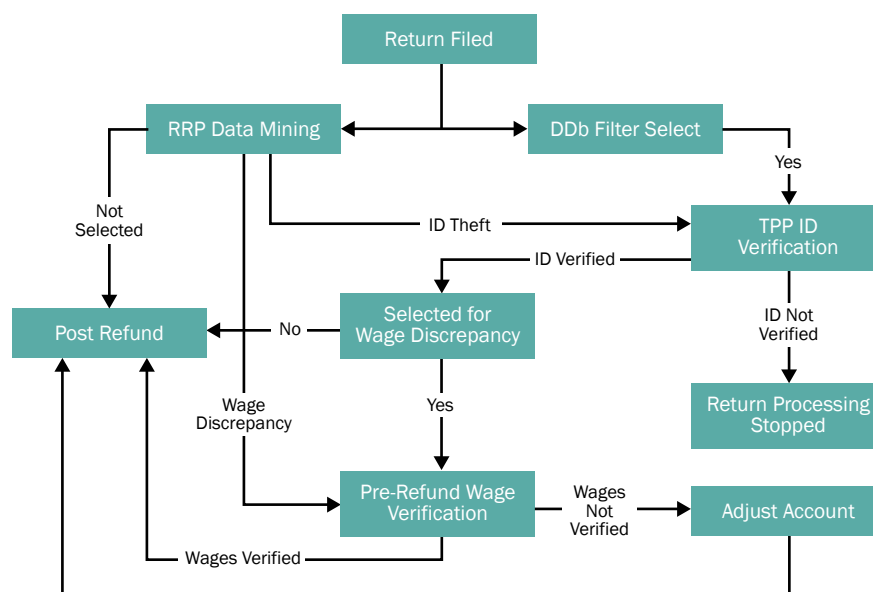 Return Filed
RRP Data Mining
DDb Filter Select
Yes
Not
Selected
ID Theft
TPP ID
Verification
ID Verified
Selected for
Wage Discrepancy
ID Not
Verified
Post Refund
No
Wage
Discrepancy
Yes
Return Processing
Stopped
Pre-Refund Wage
Verification
Wages
Not
Verified
Adjust Account
Wages Verified